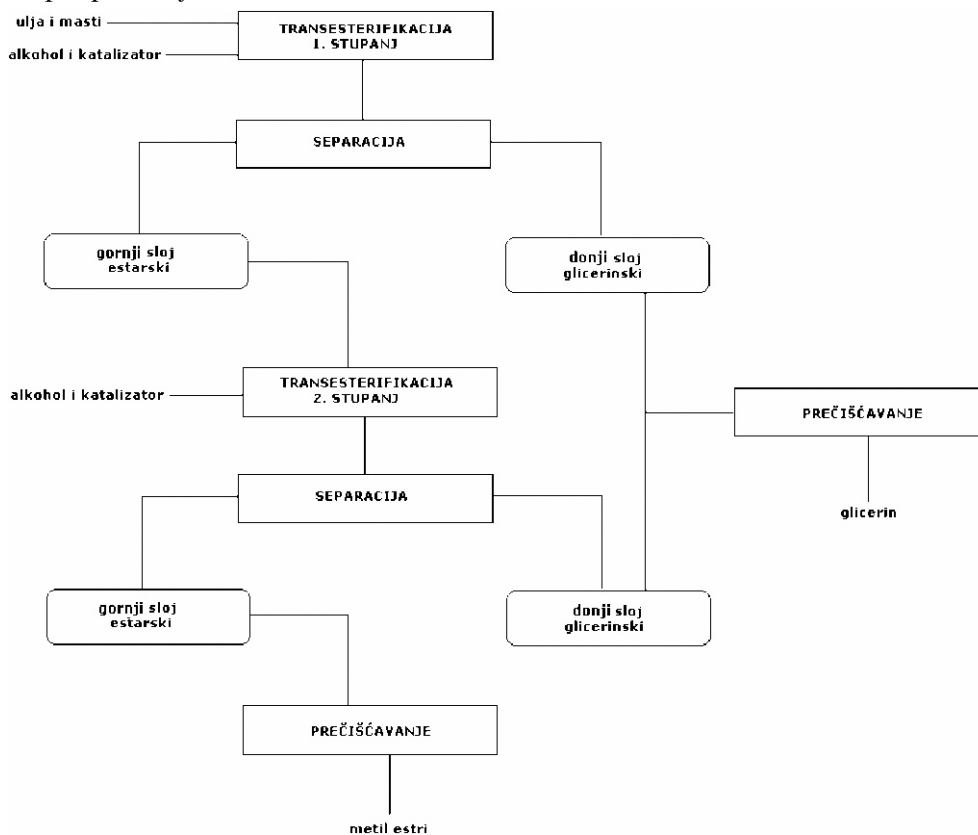 ulja i masti
TRANSESTERIFIKACIJA
1. STUPANJ
alkohol i katalizator
SEPARACIJA
gornji sloj
estarski
donji sloj
glicerinski
TRANSESTERIFIKACIJA
2. STUPANJ
alkohol i katalizator
PREČIŠĆAVANJE
SEPARACIJA
glicerin
gornji sloj
estarski
donji sloj
glicerinski
PREČIŠĆAVANJE
metil estri